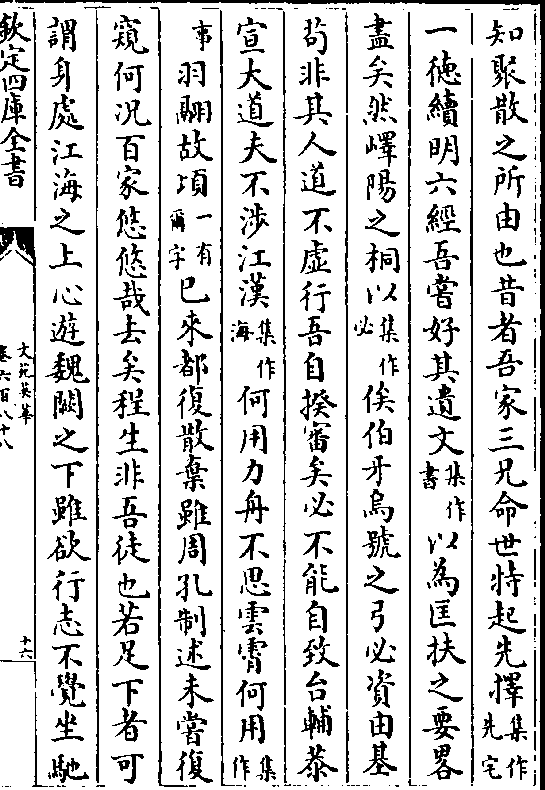 知聚散之所由也昔者吾家三兄命世特起先擇集作先宅
一德續明六經吾嘗好其遺文集作書以為匡扶之要畧
盡矣然嶧陽之桐以集作必俟伯牙烏號之弓必資由基
茍非其人道不虛行吾自揆審矣必不能自致台輔恭
宣大道夫不涉江漢集作海何用力舟不思雲霄何用集作
事羽翮故頃一有爾字已來都復散棄雖周孔制述未嘗復
窺何况百家悠悠哉去矣程生非吾徒也若足下者可
謂身處江海之上心遊魏闕之下雖欲行志不覺坐馳
欽定四庫全書
文苑英華
卷六百八十八
十六